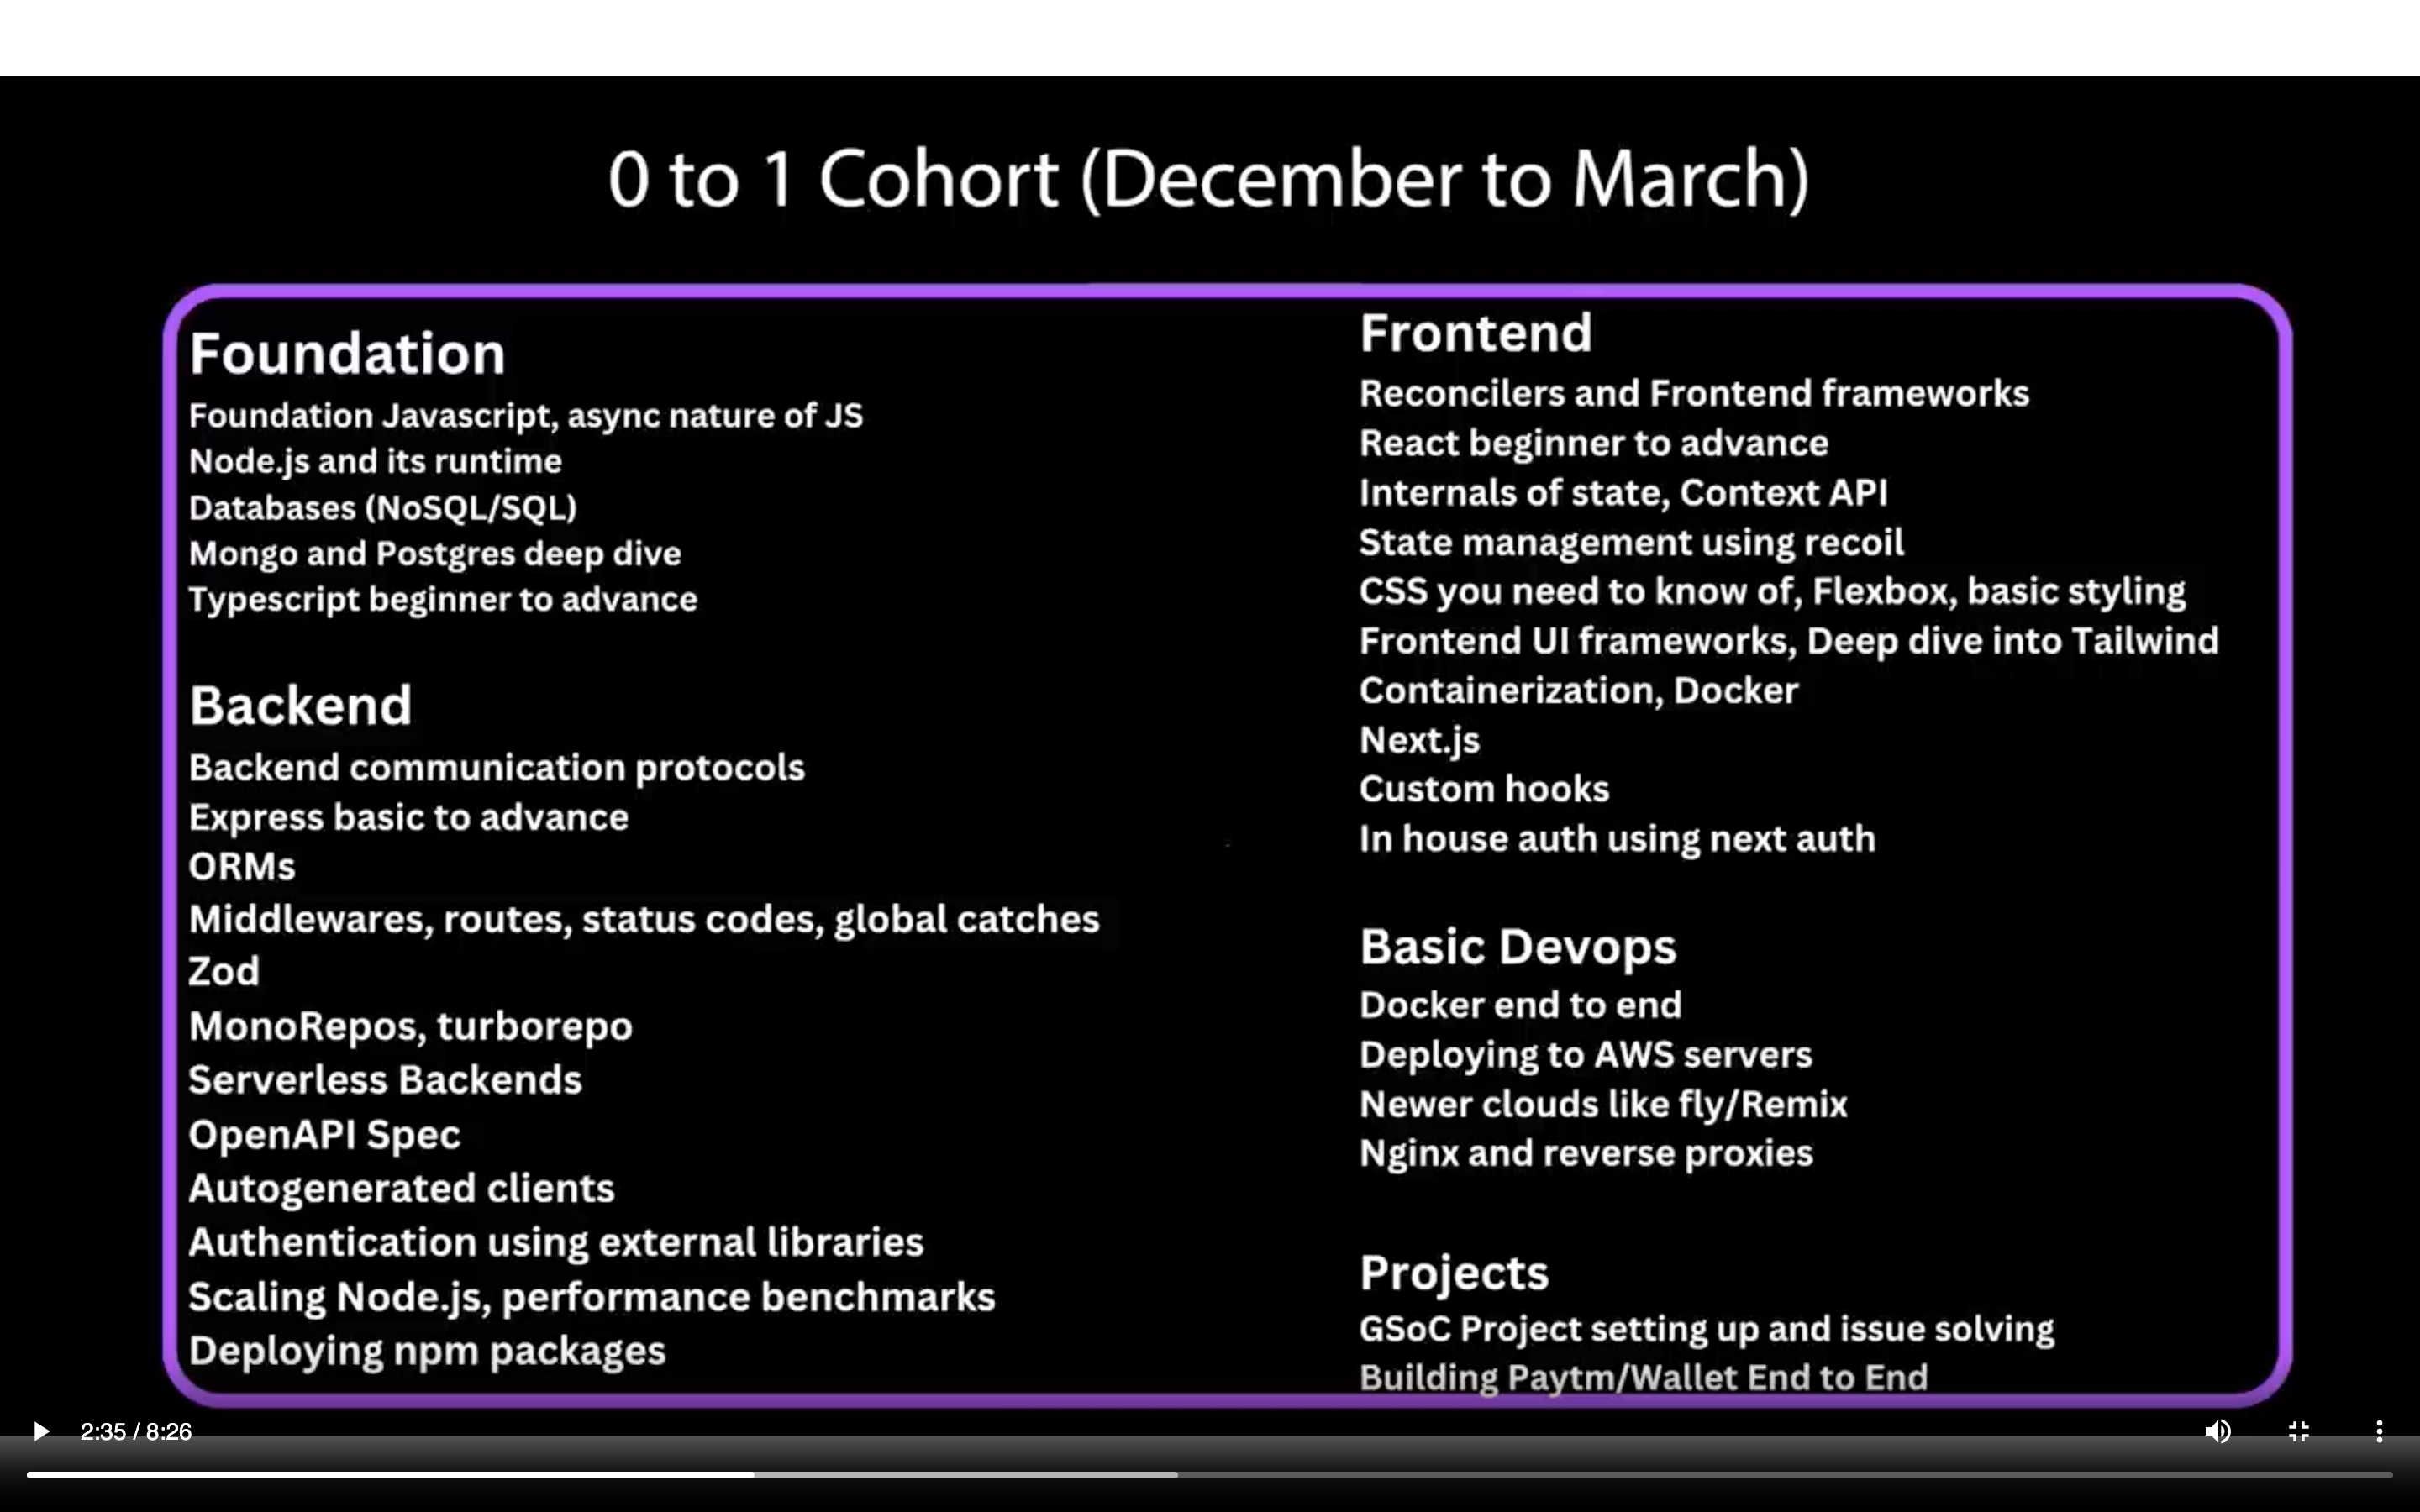 0 to 1 Cohort (December to March)
Foundation
Foundation Javascript, async nature of JS
Node.js and its runtime
Databases (NoSQL/SQL)
Mongo and Postgres deep dive
Typescript beginner to advance
Backend
Backend communication protocols
Express basic to advance
ORMs
Middlewares, routes, status codes, global catches
Zod
MonoRepos, turborepo
Serverless Backends
OpenAPI Spec
Autogenerated clients
Authentication using external libraries
Scaling Node.js, performance benchmarks
Deploying npm packages
Frontend
Reconcilers and Frontend frameworks
React beginner to advance
Internals of state, Context API
State management using recoil
CSS you need to know of, Flexbox, basic styling
Frontend UI frameworks, Deep dive into Tailwind
Containerization, Docker
Next.js
Custom hooks
In house auth using next auth
Basic Devops
Docker end to end
Deploying to AWS servers
Newer clouds like fly/Remix
Nginx and reverse proxies
Projects
GSoC Project setting up and issue solving
Building Paytm/Wallet End to End
2:35 / 8:26